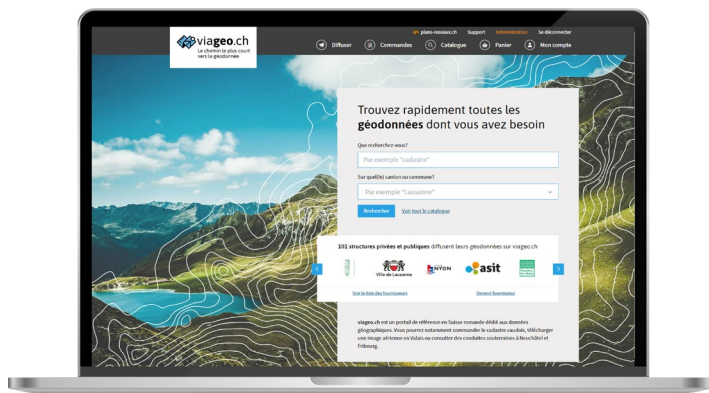 viageo.ch
Le chemin le plus court
vers la géodonnée
plans-reseaux.ch Support Administration Se déconnecter
Diffuser Commandes Catalogue Panier Mon compte
Trouvez rapidement toutes les
géodonnées dont vous avez besoin
Que recherchez vous?
Par exemple "cadastre"
Sur quel(le) canton ou commune?
Par exemple "Lausanne"
Rechercher Voir tout le catalogue
101 structures privées et publiques diffusent leurs géodonnées sur viageo.ch
Ville de Lausanne NYON asit
Voir la liste des fournisseurs Devenir fournisseur
viageo.ch est un portail de référence en Suisse romande dédié aux données
géographiques. Vous pourrez notamment commander le cadastre vaudois, télécharger
une image aérienne en Valais ou consulter des conduites souterraines à Neuchâtel et
Fribourg.